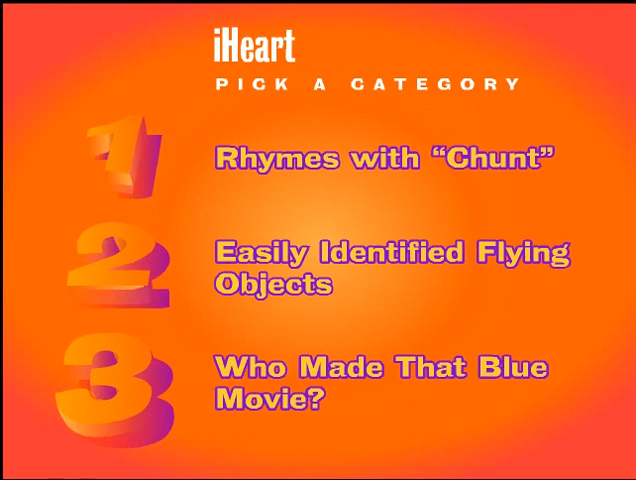 iHeart
PICK A CATEGORY
1
Rhymes with “Chunt”
2
Easily Identified Flying
Objects
3
Who Made That Blue
Movie?